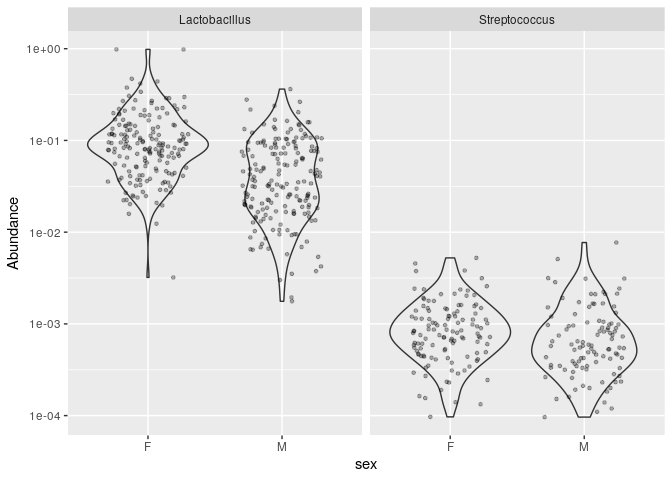 Lactobacillus
Streptococcus
Abundance
1e+00
1e-01
1e-02
1e-03
1e-04
F
M
F
M
sex